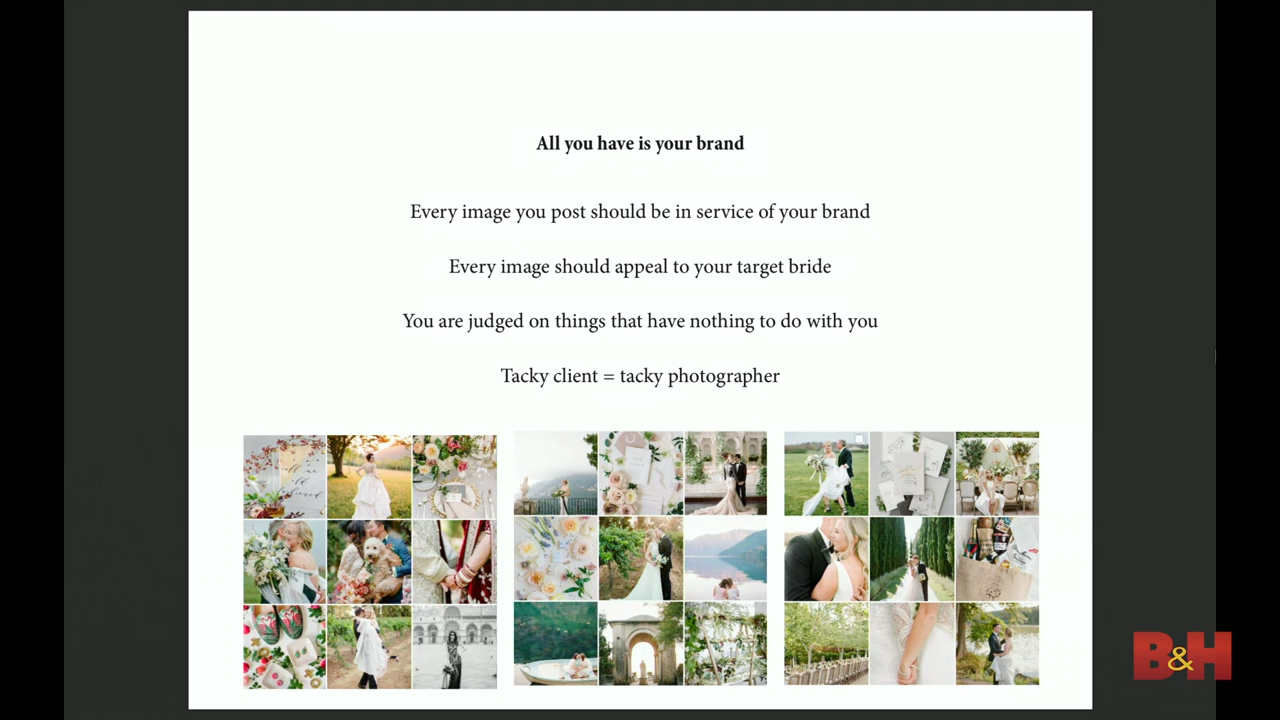 All you have is your brand
Every image you post should be in service of your brand
Every image should appeal to your target bride
You are judged on things that have nothing to do with you
Tacky client = tacky photographer
B&H